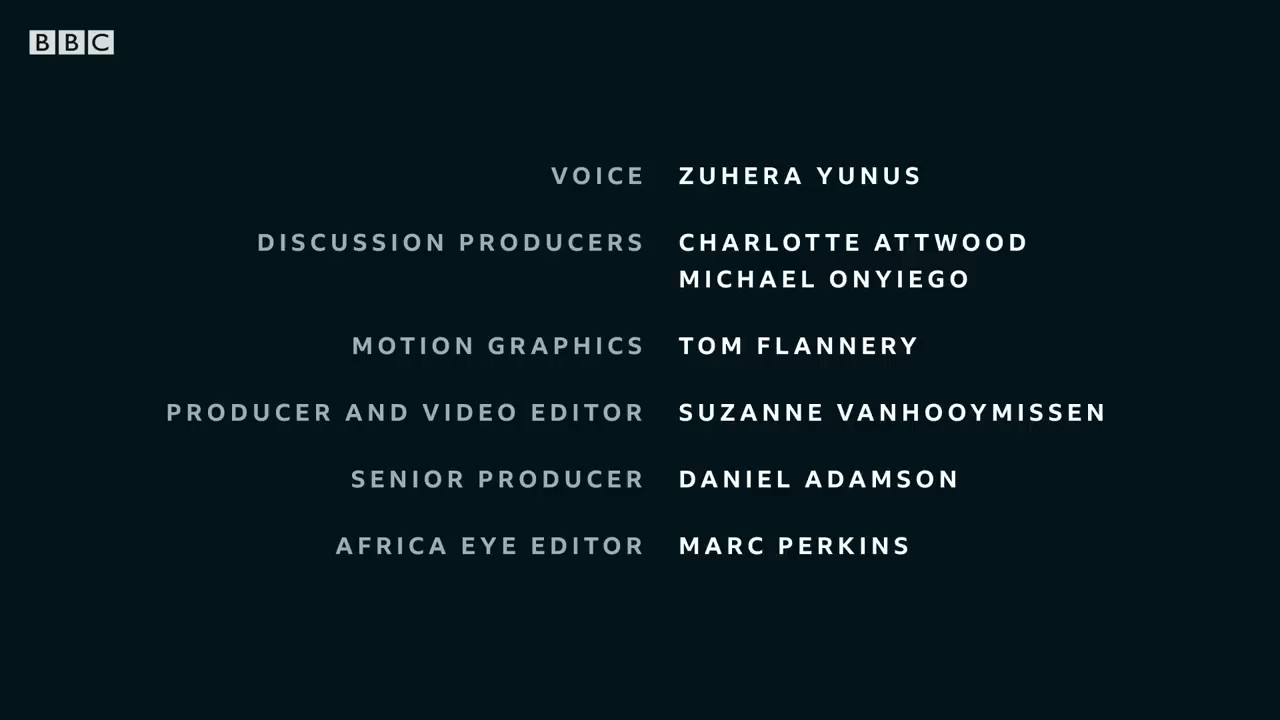 BBC
VOICE ZUHERA YUNUS
DISCUSSION PRODUCERS CHARLOTTE ATTWOOD
MICHAEL ONYIEGO
MOTION GRAPHICS TOM FLANNERY
PRODUCER AND VIDEO EDITOR SUZANNE VANHOOYMISSEN
SENIOR PRODUCER DANIEL ADAMSON
AFRICA EYE EDITOR MARC PERKINS